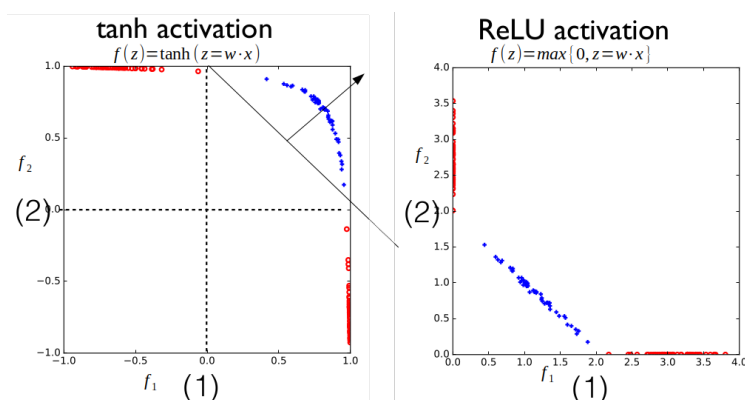 tanh activation
f(z)=tanh(z=w·x)
1.0
0.5
f₂
(2)
0.0
−0.5
−1.0
−1.0 −0.5 0.0 0.5 1.0
f₁ (1)
ReLU activation
f(z)=max{0,z=w·x}
4.0
3.5
3.0
f₂
2.5
2.0
(2)
1.5
1.0
0.5
0.0
0.0 0.5 1.0 1.5 2.0 2.5 3.0 3.5 4.0
f₁ (1)